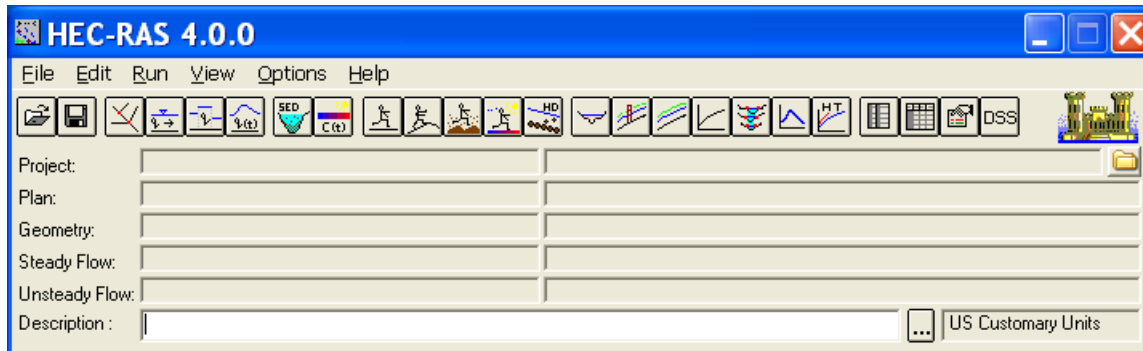 HEC-RAS 4.0.0
File Edit Run View Options Help
SED C(t) HD HT DSS
Project:
Plan:
Geometry:
Steady Flow:
Unsteady Flow:
Description : ... US Customary Units